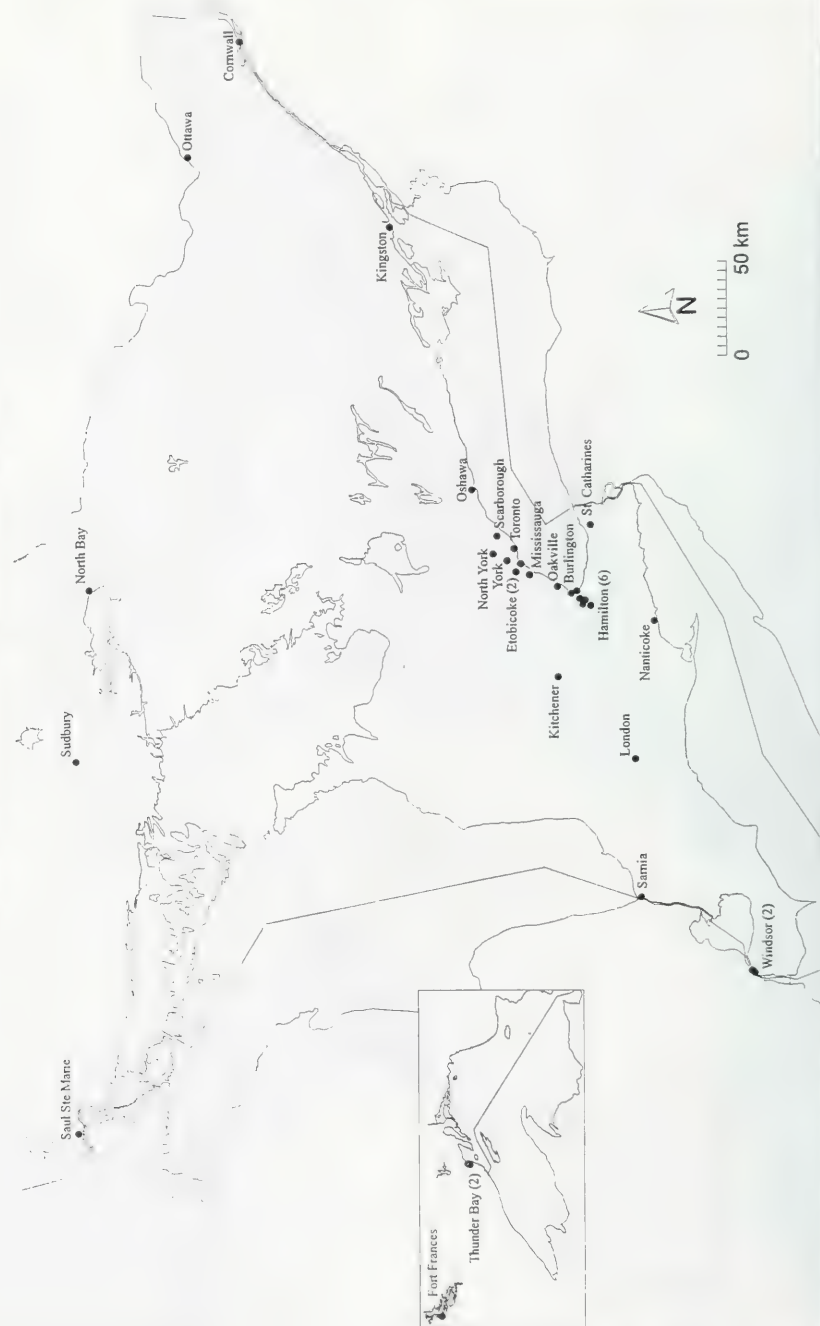 Cornwall
Ottawa
Kingston
North Bay
Sudbury
Saul Ste Marie
Oshawa
Scarborough
North York
York
Toronto
Etobicoke (2)
Mississauga
Oakville
Burlington
Hamilton (6)
St. Catharines
Kitchener
Nanticoke
London
Sarnia
Windsor (2)
Fort Frances
Thunder Bay (2)
N
0
50 km